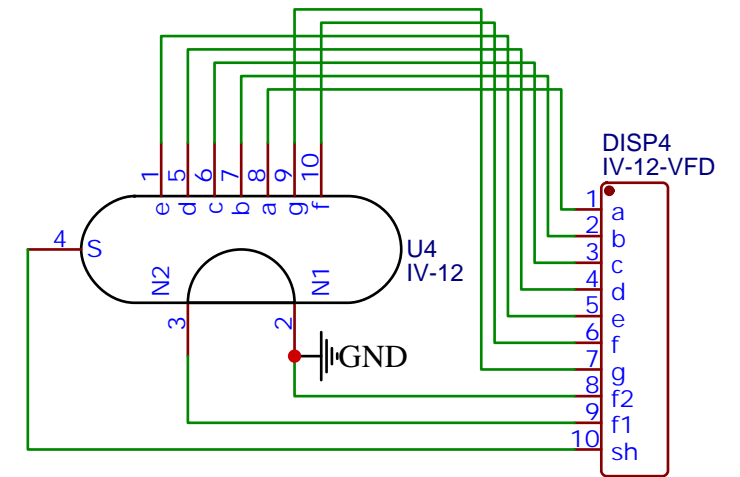 1 5 6 7 8 9 10
e d c b a g f
4 S
N2 N1
3 2
U4
IV-12
GND
DISP4
IV-12-VFD
1 a
2 b
3 c
4 d
5 e
6 f
7 g
8 f2
9 f1
10 sh